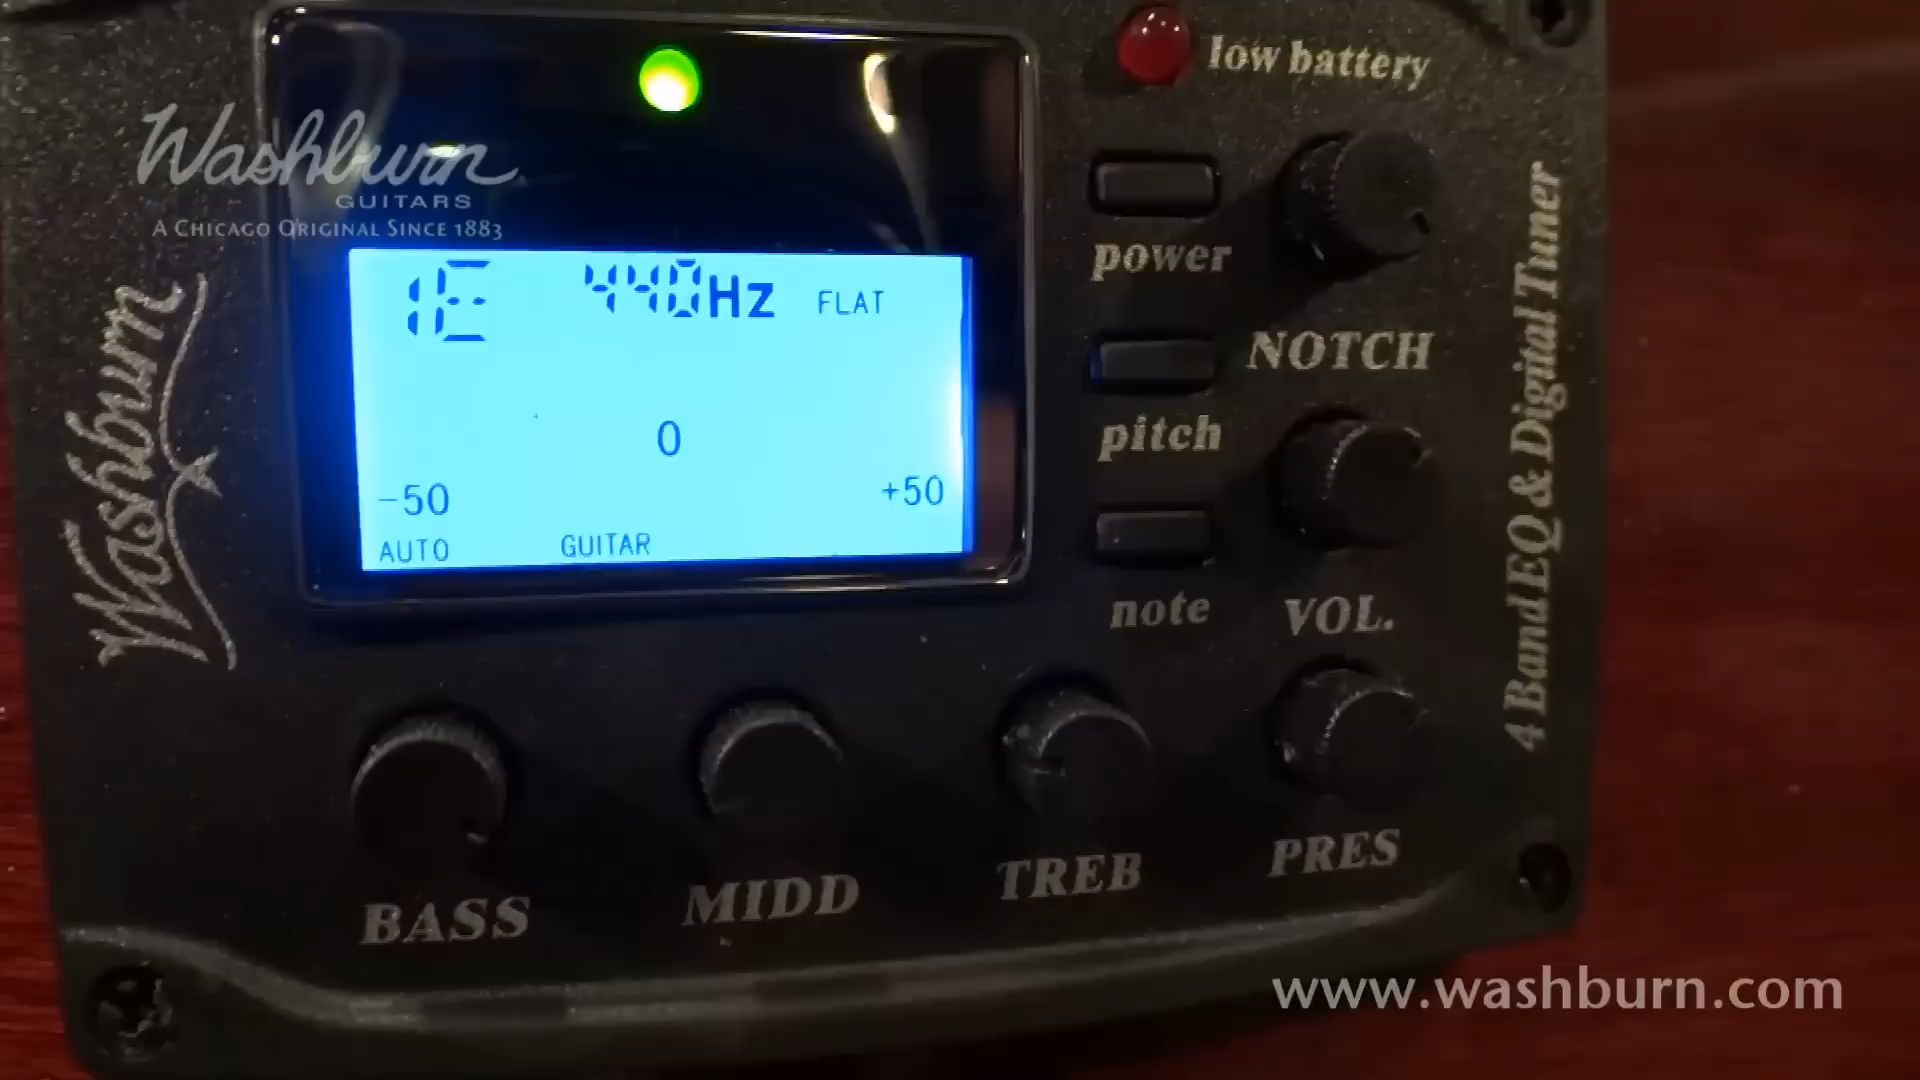 Washburn
GUITARS
A CHICAGO ORIGINAL SINCE 1883
low battery
1E 440Hz FLAT
0
-50 +50
AUTO GUITAR
power
NOTCH
pitch
note
VOL.
BASS
MIDD
TREB
PRES
Washburn
4 Band EQ & Digital Tuner
www.washburn.com